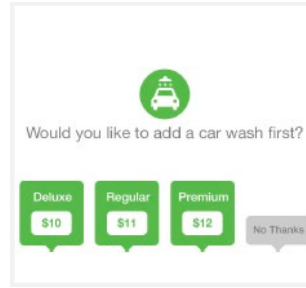 Would you like to add a car wash first?
Deluxe Regular Premium
$10 $11 $12 No Thanks